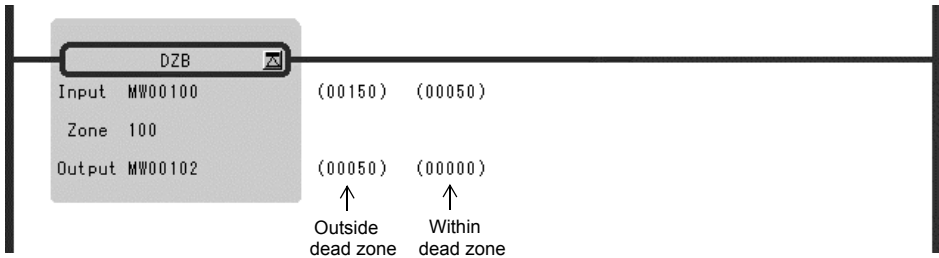 DZB
Input MW00100 (00150) (00050)
Zone 100
Output MW00102 (00050) (00000)
Outside Within
dead zone dead zone